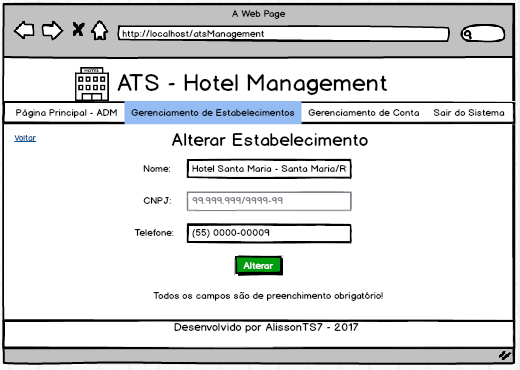 A Web Page
http://localhost/atsManagement
HOTEL
ATS - Hotel Management
Página Principal - ADM Gerenciamento de Estabelecimentos Gerenciamento de Conta Sair do Sistema
Voltar
Alterar Estabelecimento
Nome: Hotel Santa Maria - Santa Maria/R
CNPJ: 99.999.999/9999-99
Telefone: (55) 0000-00009
Alterar
Todos os campos são de preenchimento obrigatório!
Desenvolvido por AlissonTS7 - 2017